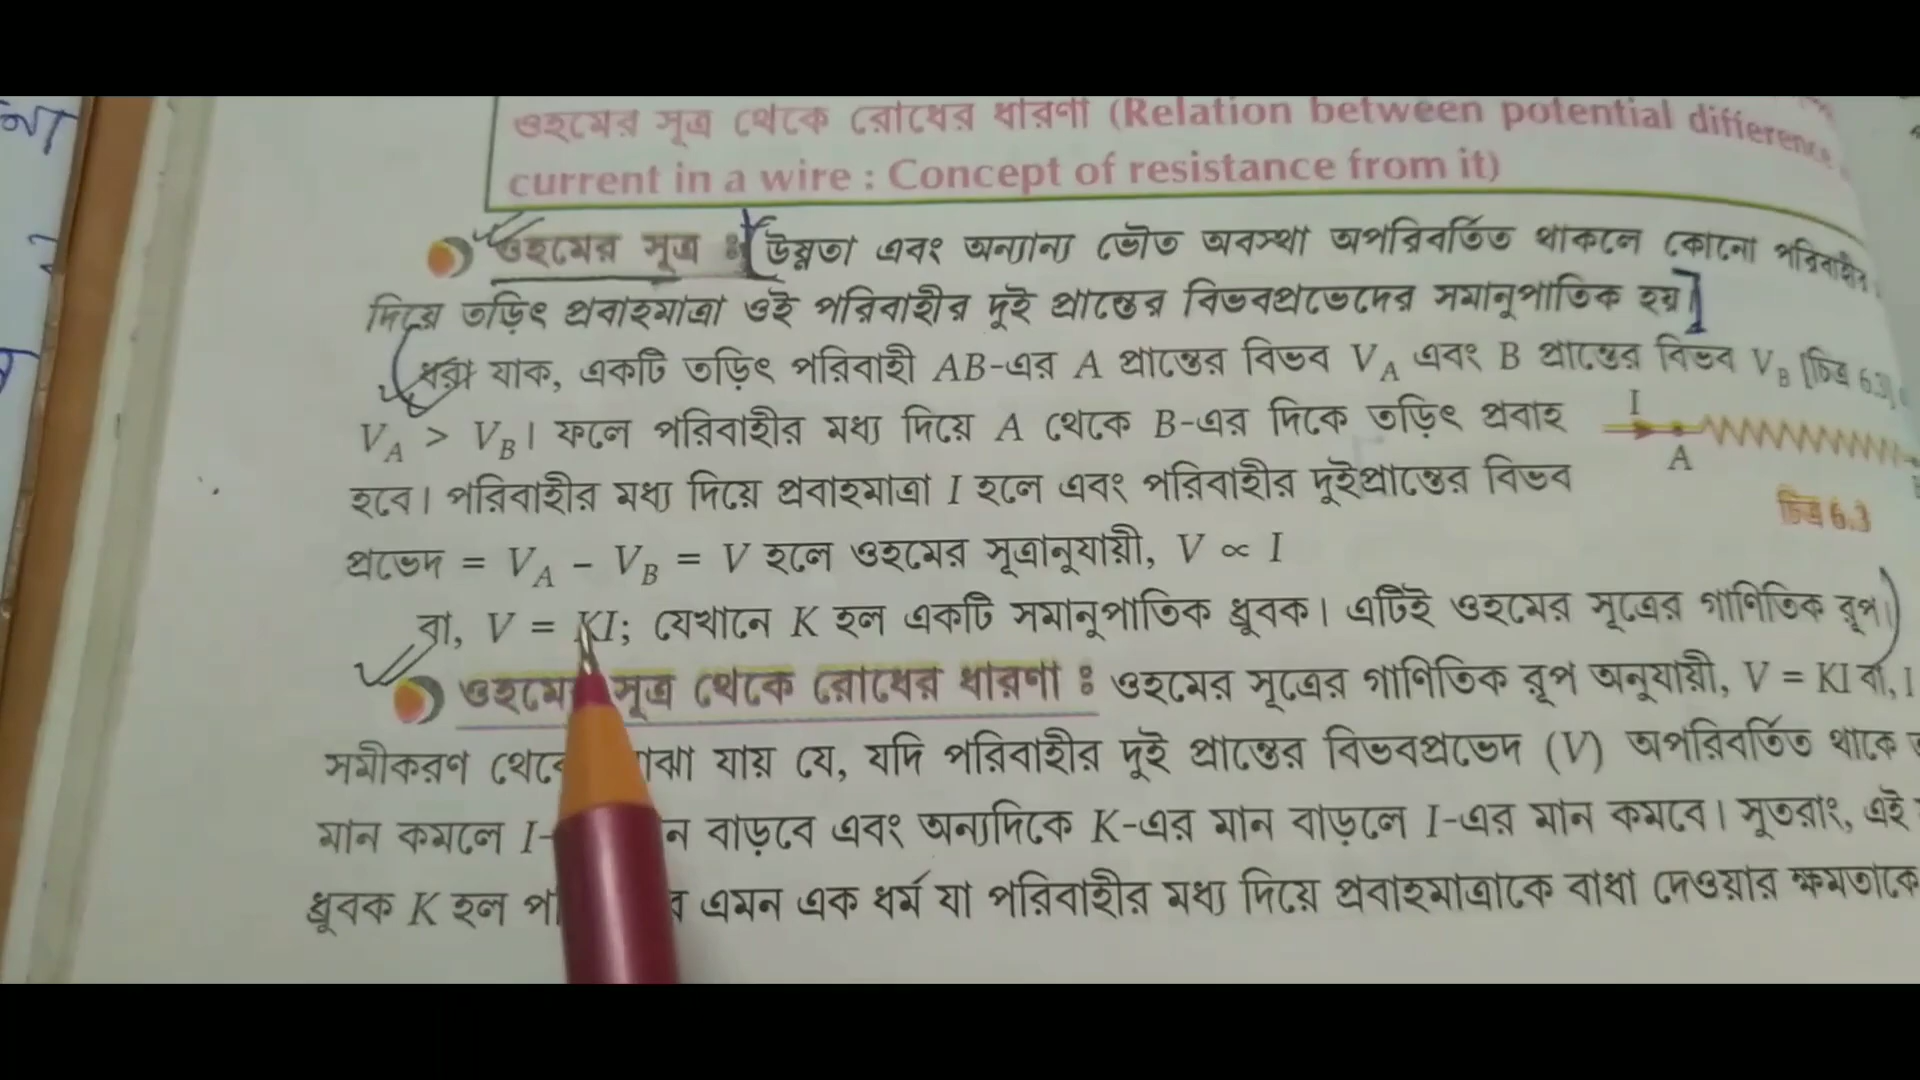 ওহমের সূত্র থেকে রোধের ধারণা (Relation between potential difference
current in a wire : Concept of resistance from it)
ওহমের সূত্র : উষ্ণতা এবং অন্যান্য ভৌত অবস্থা অপরিবর্তিত থাকলে কোনো পরিবাহীর
দিয়ে তড়িৎ প্রবাহমাত্রা ওই পরিবাহীর দুই প্রান্তের বিভবপ্রভেদের সমানুপাতিক হয়।
ধরা যাক, একটি তড়িৎ পরিবাহী AB-এর A প্রান্তের বিভব V_A এবং B প্রান্তের বিভব V_B [চিত্র 6.3]
V_A > V_B। ফলে পরিবাহীর মধ্য দিয়ে A থেকে B-এর দিকে তড়িৎ প্রবাহ
হবে। পরিবাহীর মধ্য দিয়ে প্রবাহমাত্রা I হলে এবং পরিবাহীর দুইপ্রান্তের বিভব
প্রভেদ = V_A - V_B = V হলে ওহমের সূত্রানুযায়ী, V ∝ I
বা, V = KI; যেখানে K হল একটি সমানুপাতিক ধ্রুবক। এটিই ওহমের সূত্রের গাণিতিক রূপ।
I
A
চিত্র 6.3
ওহমের সূত্র থেকে রোধের ধারণা : ওহমের সূত্রের গাণিতিক রূপ অনুযায়ী, V = KI বা, I
সমীকরণ যায় যে, যদি পরিবাহীর দুই প্রান্তের বিভবপ্রভেদ (V) অপরিবর্তিত থাকে
মান কমলে I- বাড়বে এবং অন্যদিকে K-এর মান বাড়লে I-এর মান কমবে। সুতরাং, এই
ধ্রুবক K হল এমন এক ধর্ম যা পরিবাহীর মধ্য দিয়ে প্রবাহমাত্রাকে বাধা দেওয়ার ক্ষমতাকে